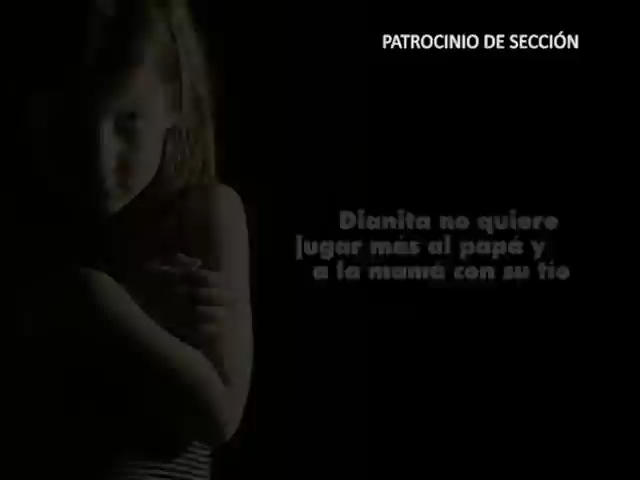 PATROCINIO DE SECCIÓN
Dianita no quiere
jugar más al papá y
a la mamá con su tío